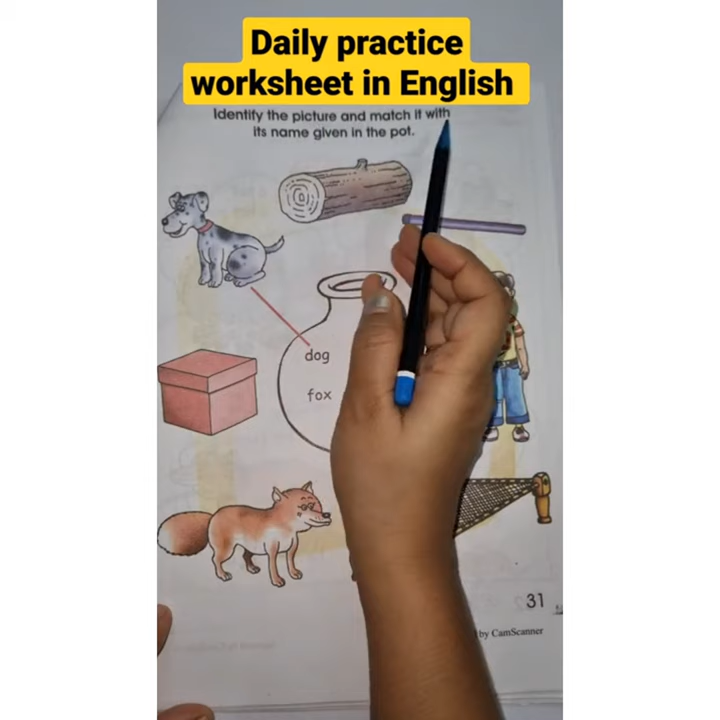 Daily practice
worksheet in English
Identify the picture and match it with
its name given in the pot.
dog
fox
31
by CamScanner